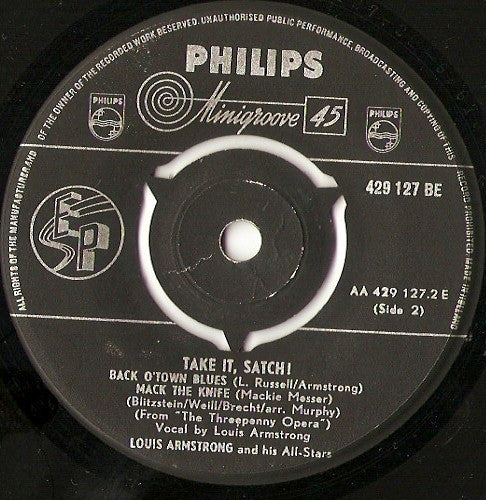 ALL RIGHTS OF THE MANUFACTURER AND OF THE OWNER OF THE RECORDED WORK RESERVED. UNAUTHORISED PUBLIC PERFORMANCE, BROADCASTING AND COPYING OF THIS RECORD PROHIBITED. MADE IN
PHILIPS
Minigroove 45
PHILIPS
PHILIPS
429 127 BE
EP
AA 429 127.2 E
(Side 2)
TAKE IT, SATCH!
BACK O'TOWN BLUES (L. Russell/Armstrong)
MACK THE KNIFE (Mackie Messer)
(Blitzstein/Weill/Brecht/arr. Murphy)
(From "The Threepenny Opera")
Vocal by Louis Armstrong
LOUIS ARMSTRONG and his All-Stars